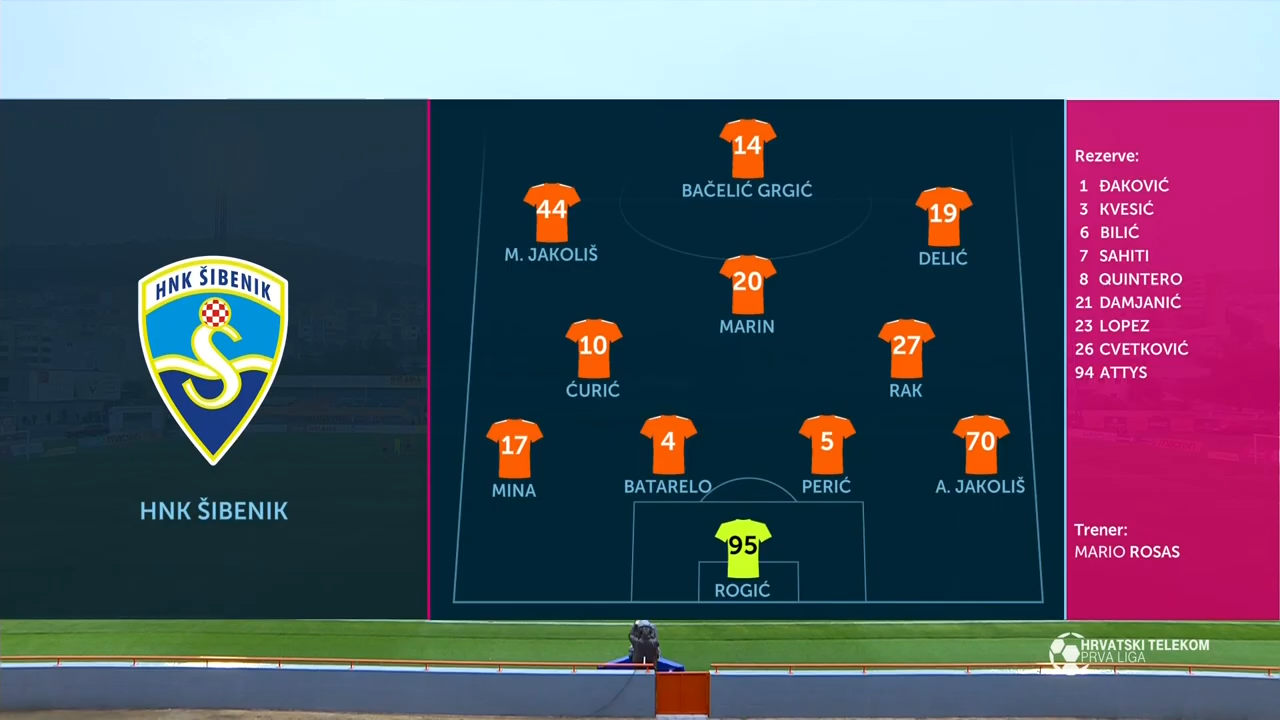 HNK ŠIBENIK
HNK ŠIBENIK
14
BAČELIĆ GRGIĆ
44
M. JAKOLIŠ
19
DELIĆ
20
MARIN
10
ĆURIĆ
27
RAK
17
MINA
4
BATARELO
5
PERIĆ
70
A. JAKOLIŠ
95
ROGIĆ
Rezerve:
1 ĐAKOVIĆ
3 KVESIĆ
6 BILIĆ
7 SAHITI
8 QUINTERO
21 DAMJANIĆ
23 LOPEZ
26 CVETKOVIĆ
94 ATTYS
Trener:
MARIO ROSAS
HRVATSKI TELEKOM
PRVA LIGA